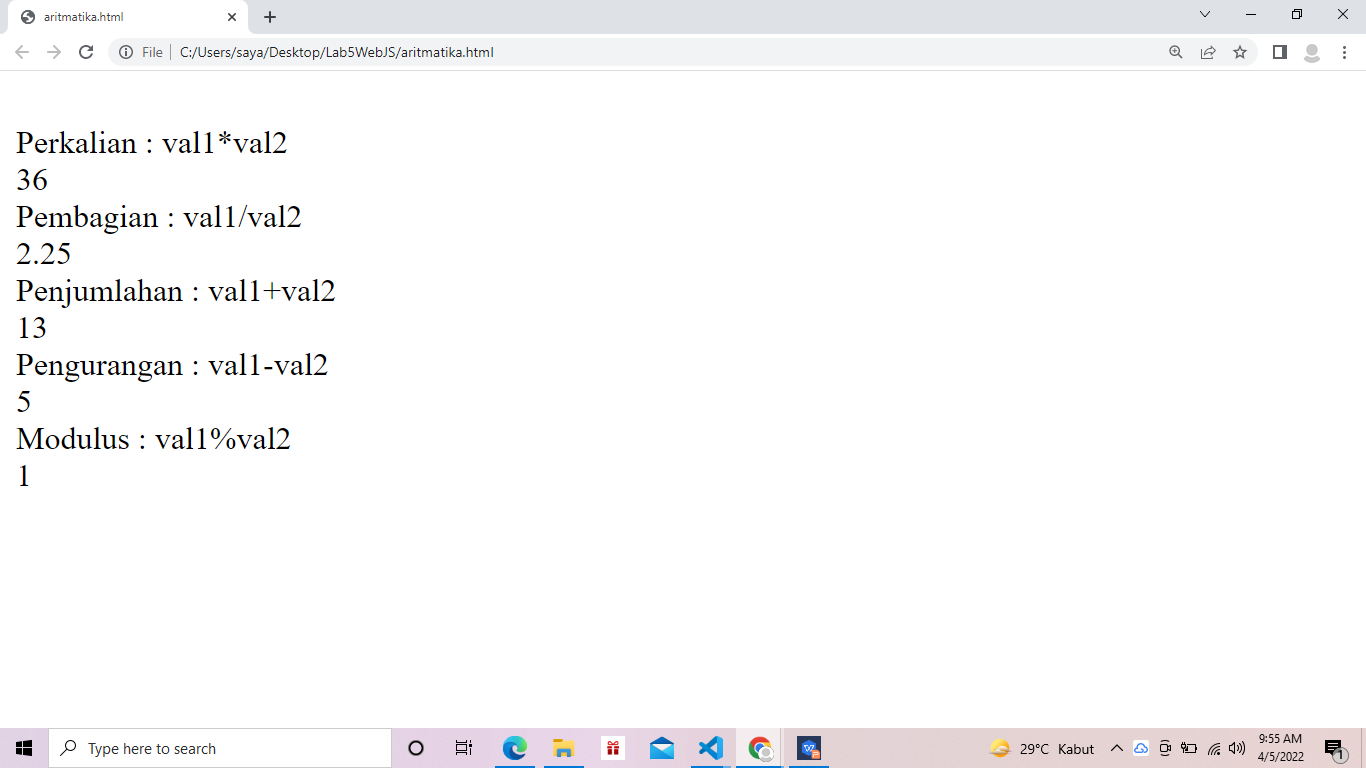 aritmatika.html
File
C:/Users/saya/Desktop/Lab5WebJS/aritmatika.html
Perkalian : val1*val2
36
Pembagian : val1/val2
2.25
Penjumlahan : val1+val2
13
Pengurangan : val1-val2
5
Modulus : val1%val2
1
Type here to search
29°C Kabut
9:55 AM
4/5/2022
1